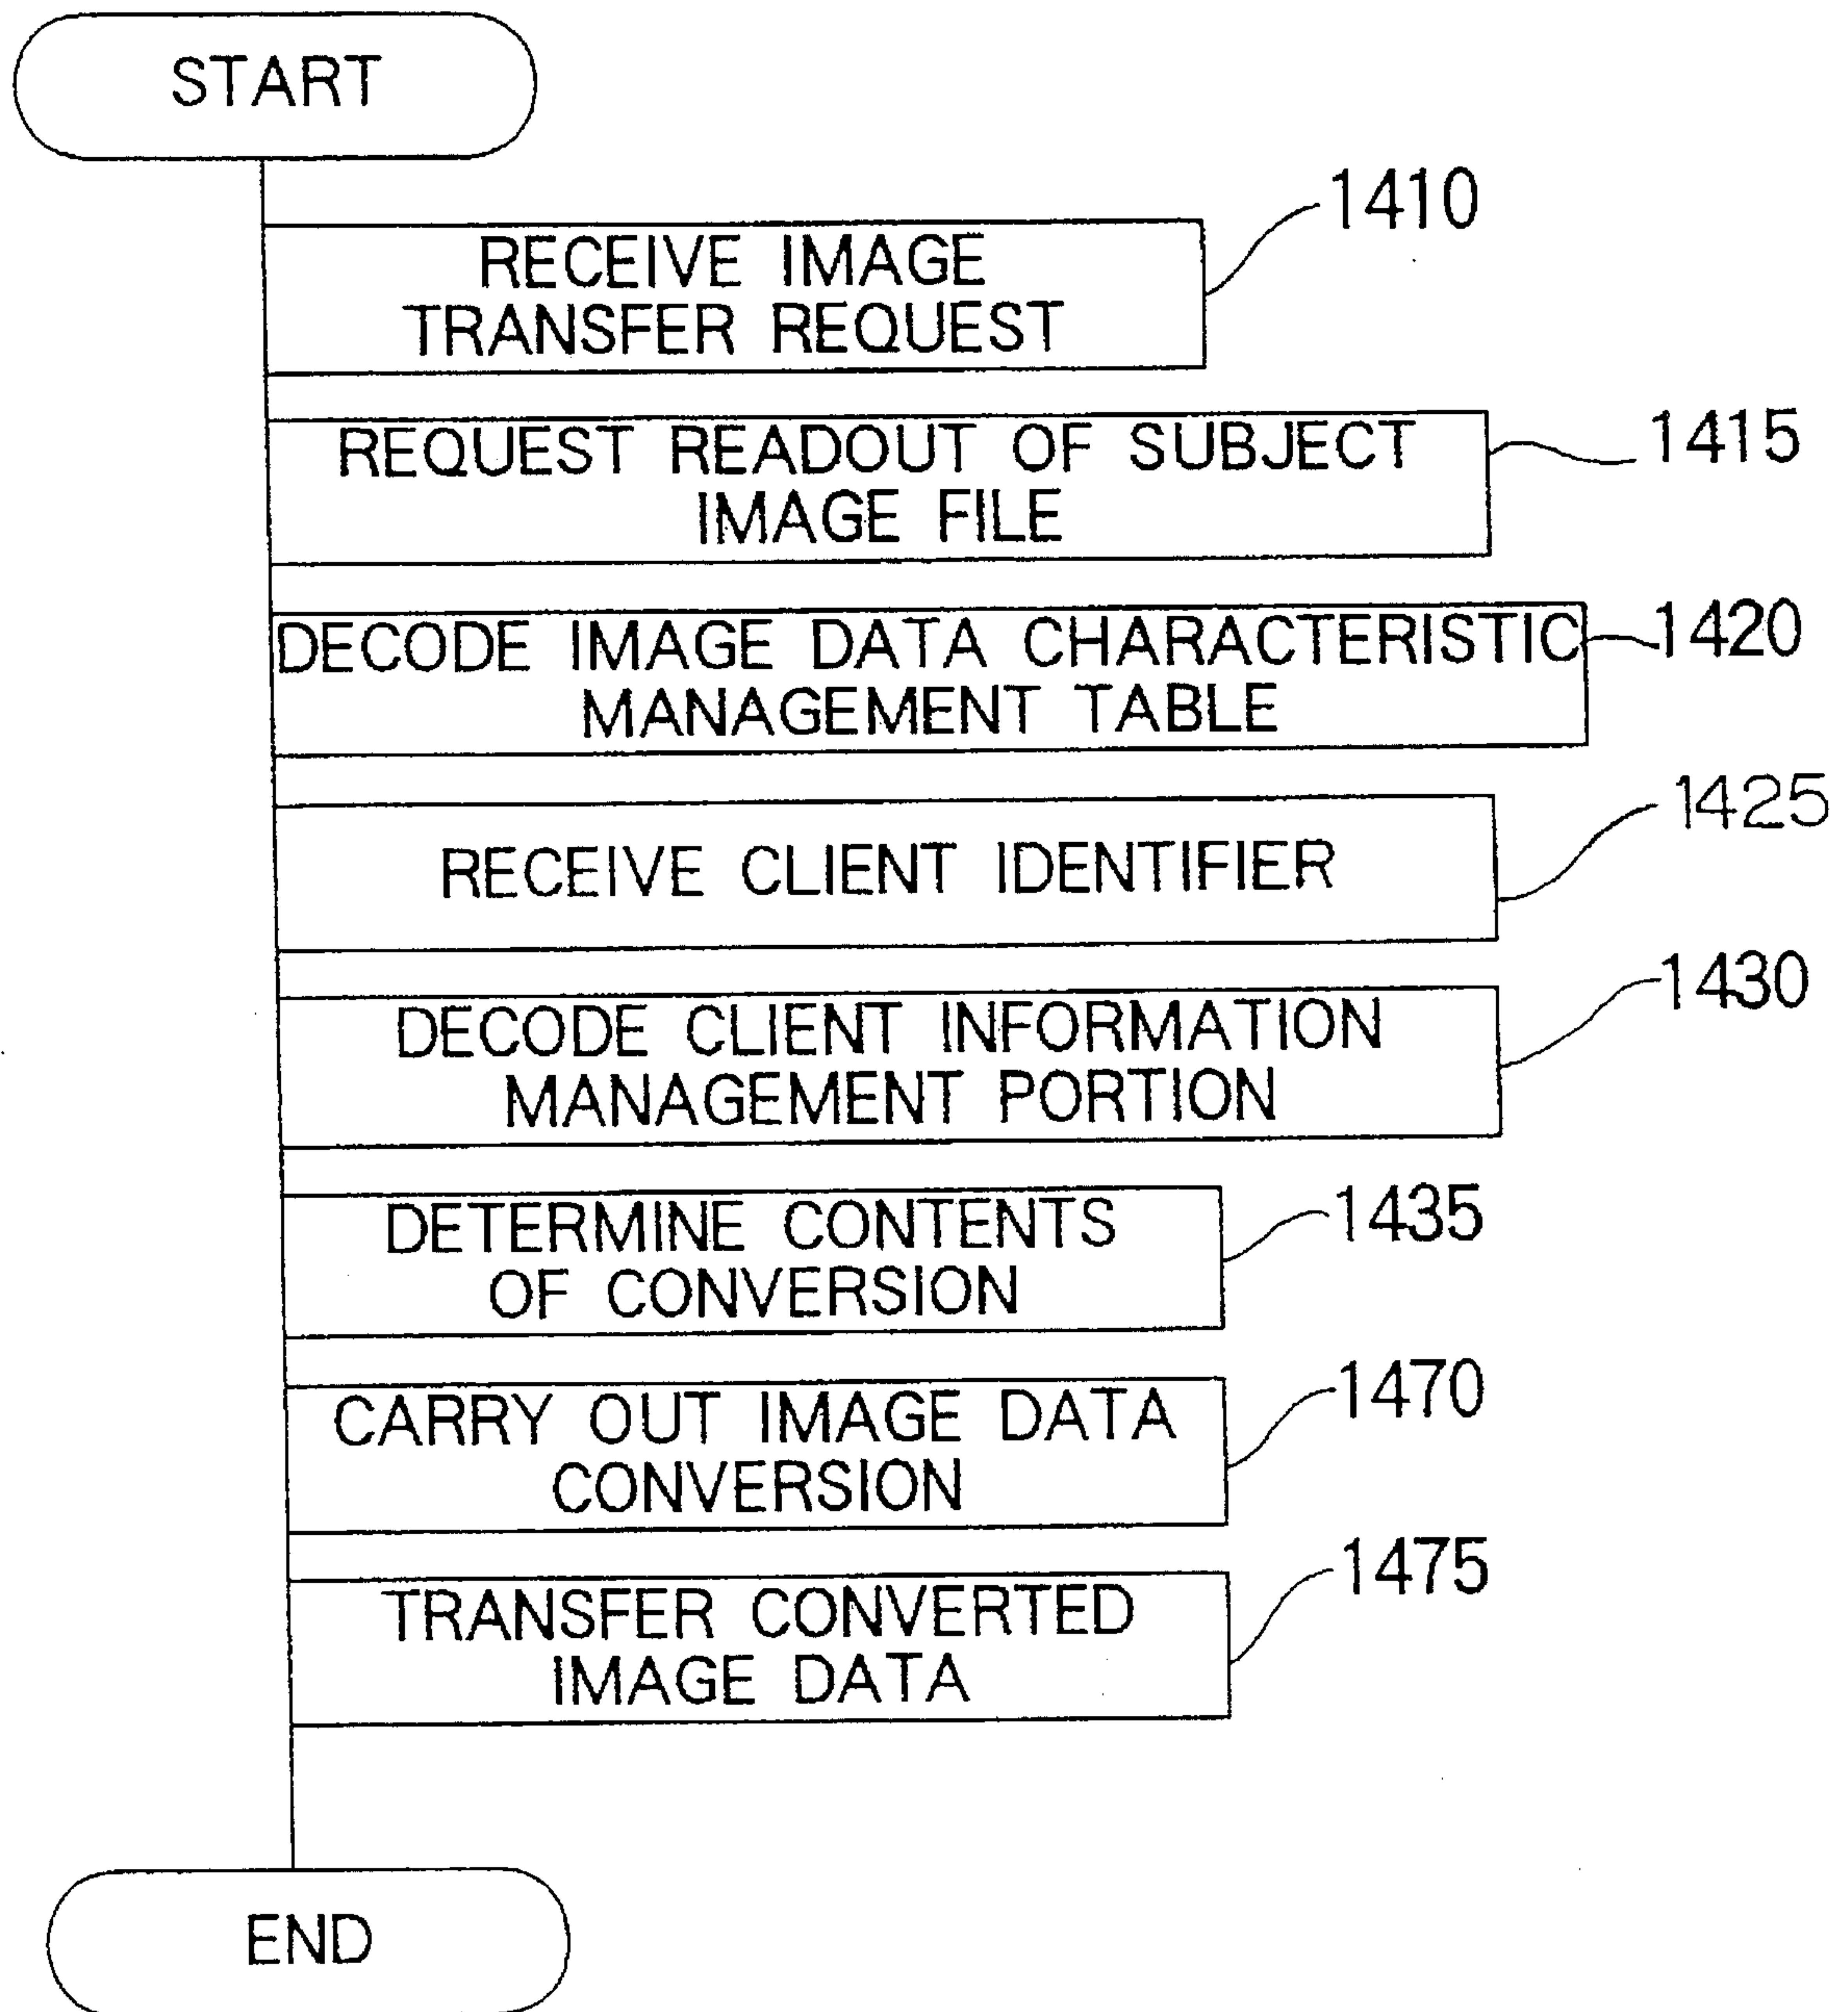 START
1410
RECEIVE IMAGE
TRANSFER REQUEST
1415
REQUEST READOUT OF SUBJECT
IMAGE FILE
1420
DECODE IMAGE DATA CHARACTERISTIC
MANAGEMENT TABLE
1425
RECEIVE CLIENT IDENTIFIER
1430
DECODE CLIENT INFORMATION
MANAGEMENT PORTION
1435
DETERMINE CONTENTS
OF CONVERSION
1470
CARRY OUT IMAGE DATA
CONVERSION
1475
TRANSFER CONVERTED
IMAGE DATA
END